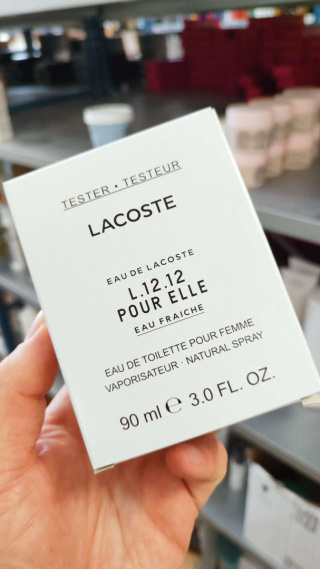 TESTER • TESTEUR
LACOSTE
EAU DE LACOSTE
L.12.12
POUR ELLE
EAU FRAICHE
EAU DE TOILETTE POUR FEMME
VAPORISATEUR · NATURAL SPRAY
90 ml ℮ 3.0 FL. OZ.